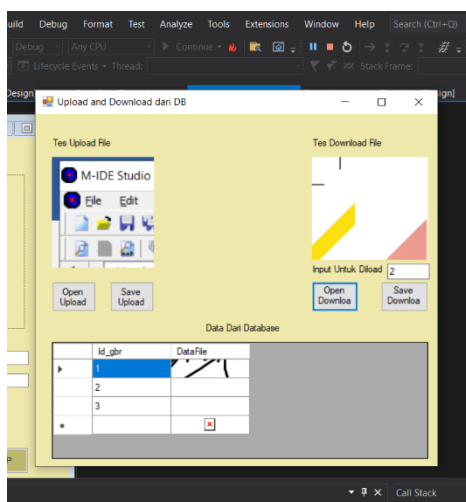 uild Debug Format Test Analyze Tools Extensions Window Help Search (Ctrl+Q)
Debug Any CPU Continue
Lifecycle Events Thread: Stack Frame:
Design
ign]
Upload and Download dari DB
Tes Upload File
Tes Download File
M-IDE Studio
File Edit
Input Untuk Dload 2
Open Upload
Save Upload
Open Downloa
Save Downloa
Data Dari Database
Id_gbr DataFile
1
2
3
P
Call Stack